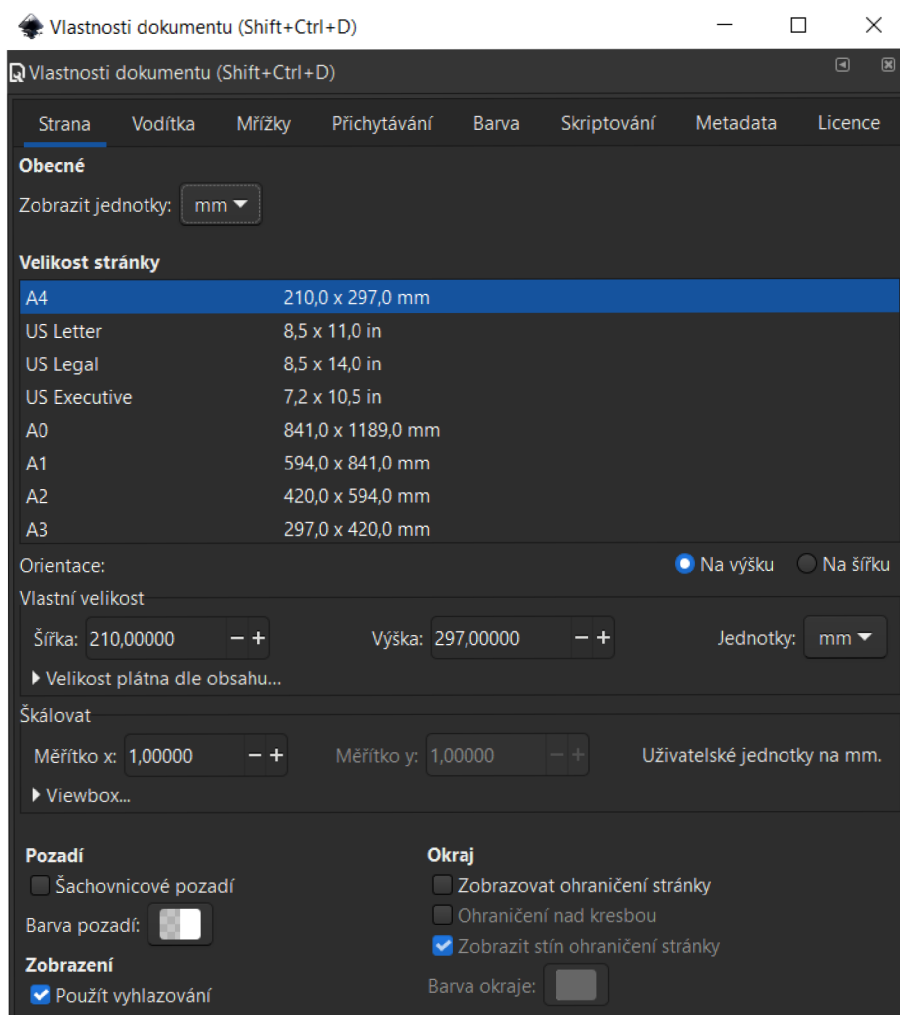 Vlastnosti dokumentu (Shift+Ctrl+D)
Vlastnosti dokumentu (Shift+Ctrl+D)
Strana Vodítka Mřížky Přichytávání Barva Skriptování Metadata Licence
Obecné
Zobrazit jednotky: mm
Velikost stránky
A4 210,0 x 297,0 mm
US Letter 8,5 x 11,0 in
US Legal 8,5 x 14,0 in
US Executive 7,2 x 10,5 in
A0 841,0 x 1189,0 mm
A1 594,0 x 841,0 mm
A2 420,0 x 594,0 mm
A3 297,0 x 420,0 mm
Orientace: Na výšku Na šířku
Vlastní velikost
Šířka: 210,00000 Výška: 297,00000 Jednotky: mm
Velikost plátna dle obsahu...
Škálovat
Měřítko x: 1,00000 Měřítko y: 1,00000 Uživatelské jednotky na mm.
Viewbox...
Pozadí Okraj
Šachovnicové pozadí Zobrazovat ohraničení stránky
Ohraničení nad kresbou
Barva pozadí:
Zobrazit stín ohraničení stránky
Zobrazení
Barva okraje:
Použít vyhlazování